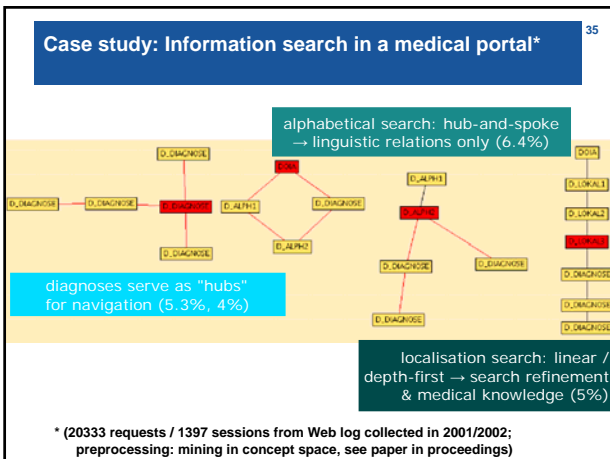 Case study: Information search in a medical portal*
35
alphabetical search: hub-and-spoke
→ linguistic relations only (6.4%)
D_DIAGNOSE
DOIA
D_ALPH1
DOIA
D_LOKAL1
D_DIAGNOSE
D_DIAGNOSE
D_DIAGNOSE
D_ALPH1
D_DIAGNOSE
D_LOKAL2
D_DIAGNOSE
D_ALPH2
D_DIAGNOSE
D_DIAGNOSE
D_DIAGNOSE
D_DIAGNOSE
D_DIAGNOSE
D_DIAGNOSE
diagnoses serve as "hubs"
for navigation (5.3%, 4%)
localisation search: linear /
depth-first → search refinement
& medical knowledge (5%)
* (20333 requests / 1397 sessions from Web log collected in 2001/2002;
preprocessing: mining in concept space, see paper in proceedings)